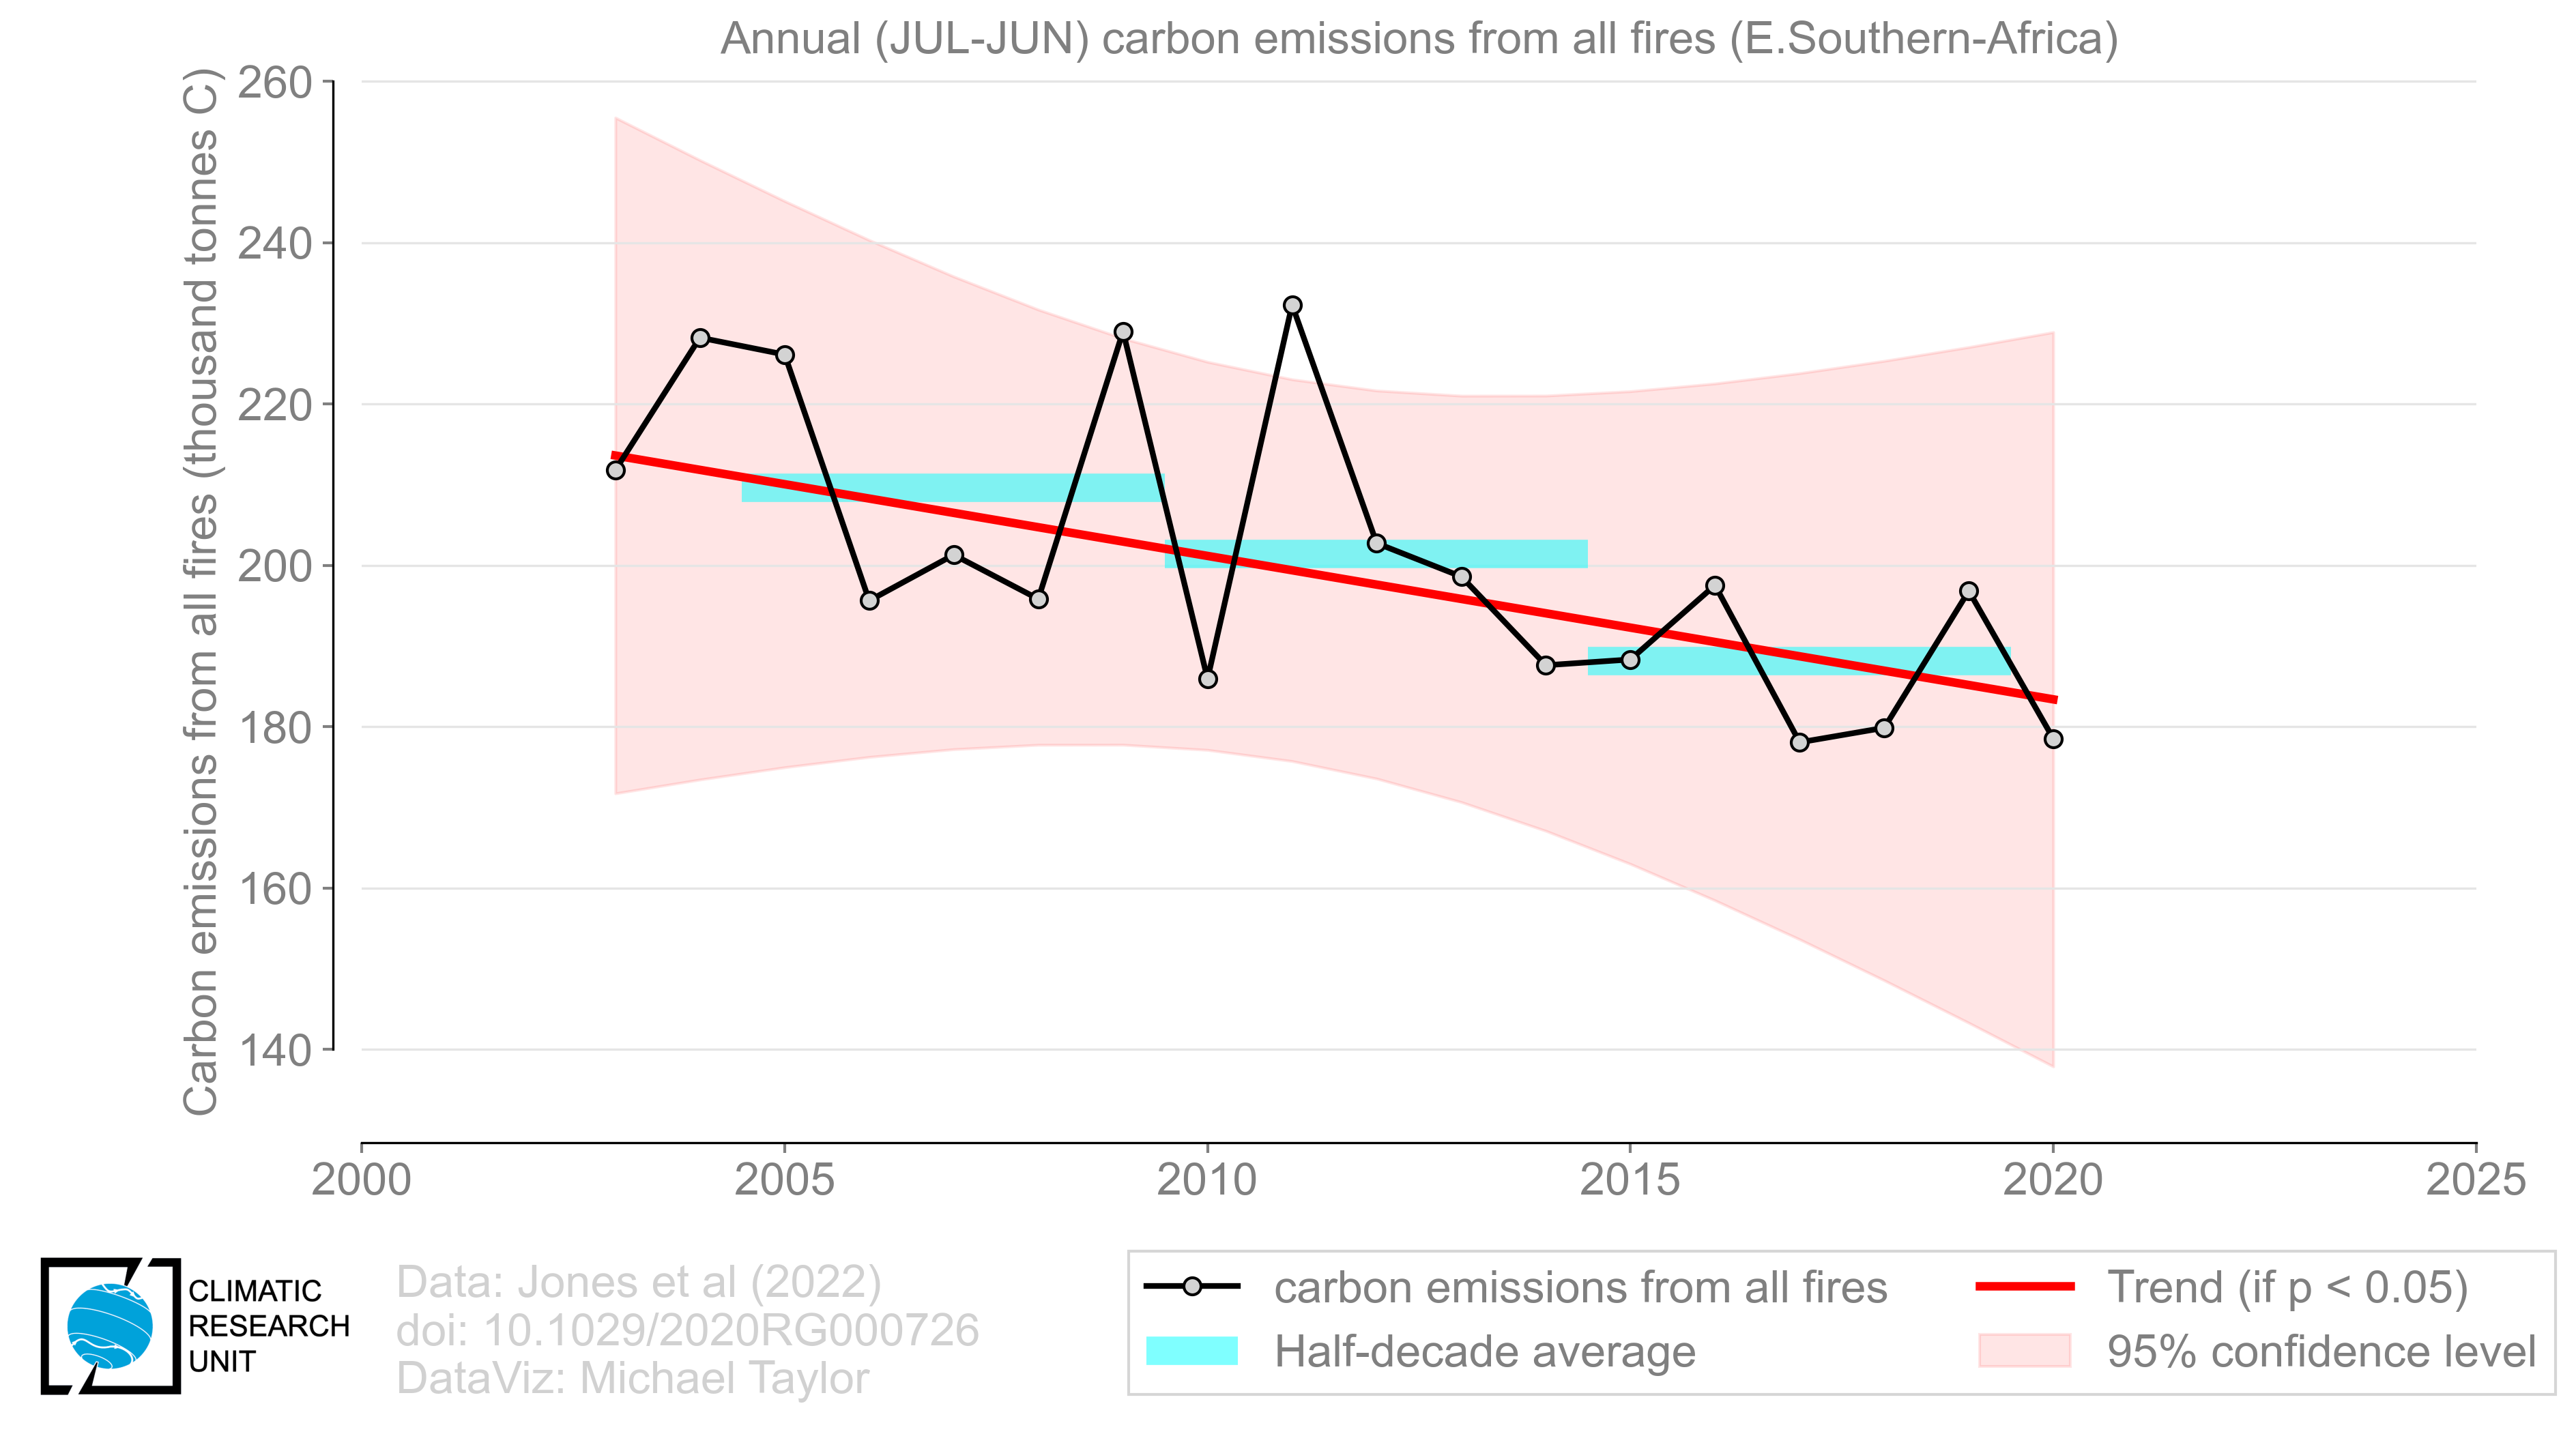 Annual (JUL-JUN) carbon emissions from all fires (E.Southern-Africa)
Carbon emissions from all fires (thousand tonnes C)
260
240
220
200
180
160
140
2000 2005 2010 2015 2020 2025
CLIMATIC
RESEARCH
UNIT
Data: Jones et al (2022)
doi: 10.1029/2020RG000726
DataViz: Michael Taylor
carbon emissions from all fires
Half-decade average
Trend (if p < 0.05)
95% confidence level